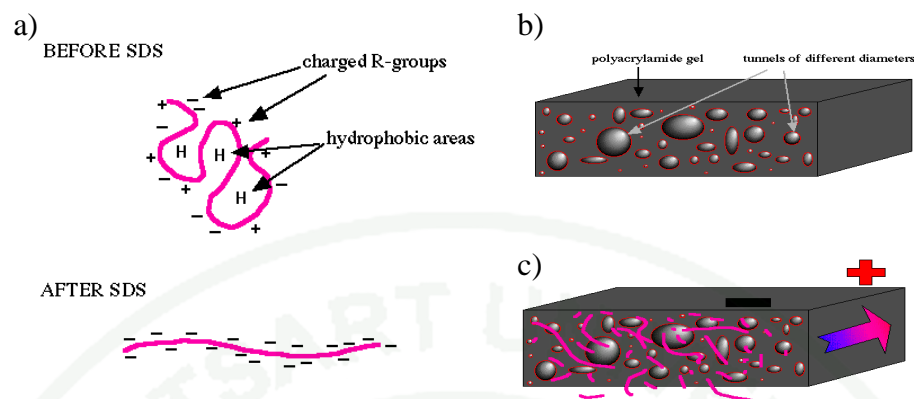 a)
BEFORE SDS
charged R-groups
H
H
hydrophobic areas
H
AFTER SDS
b)
polyacrylamide gel
tunnels of different diameters
c)